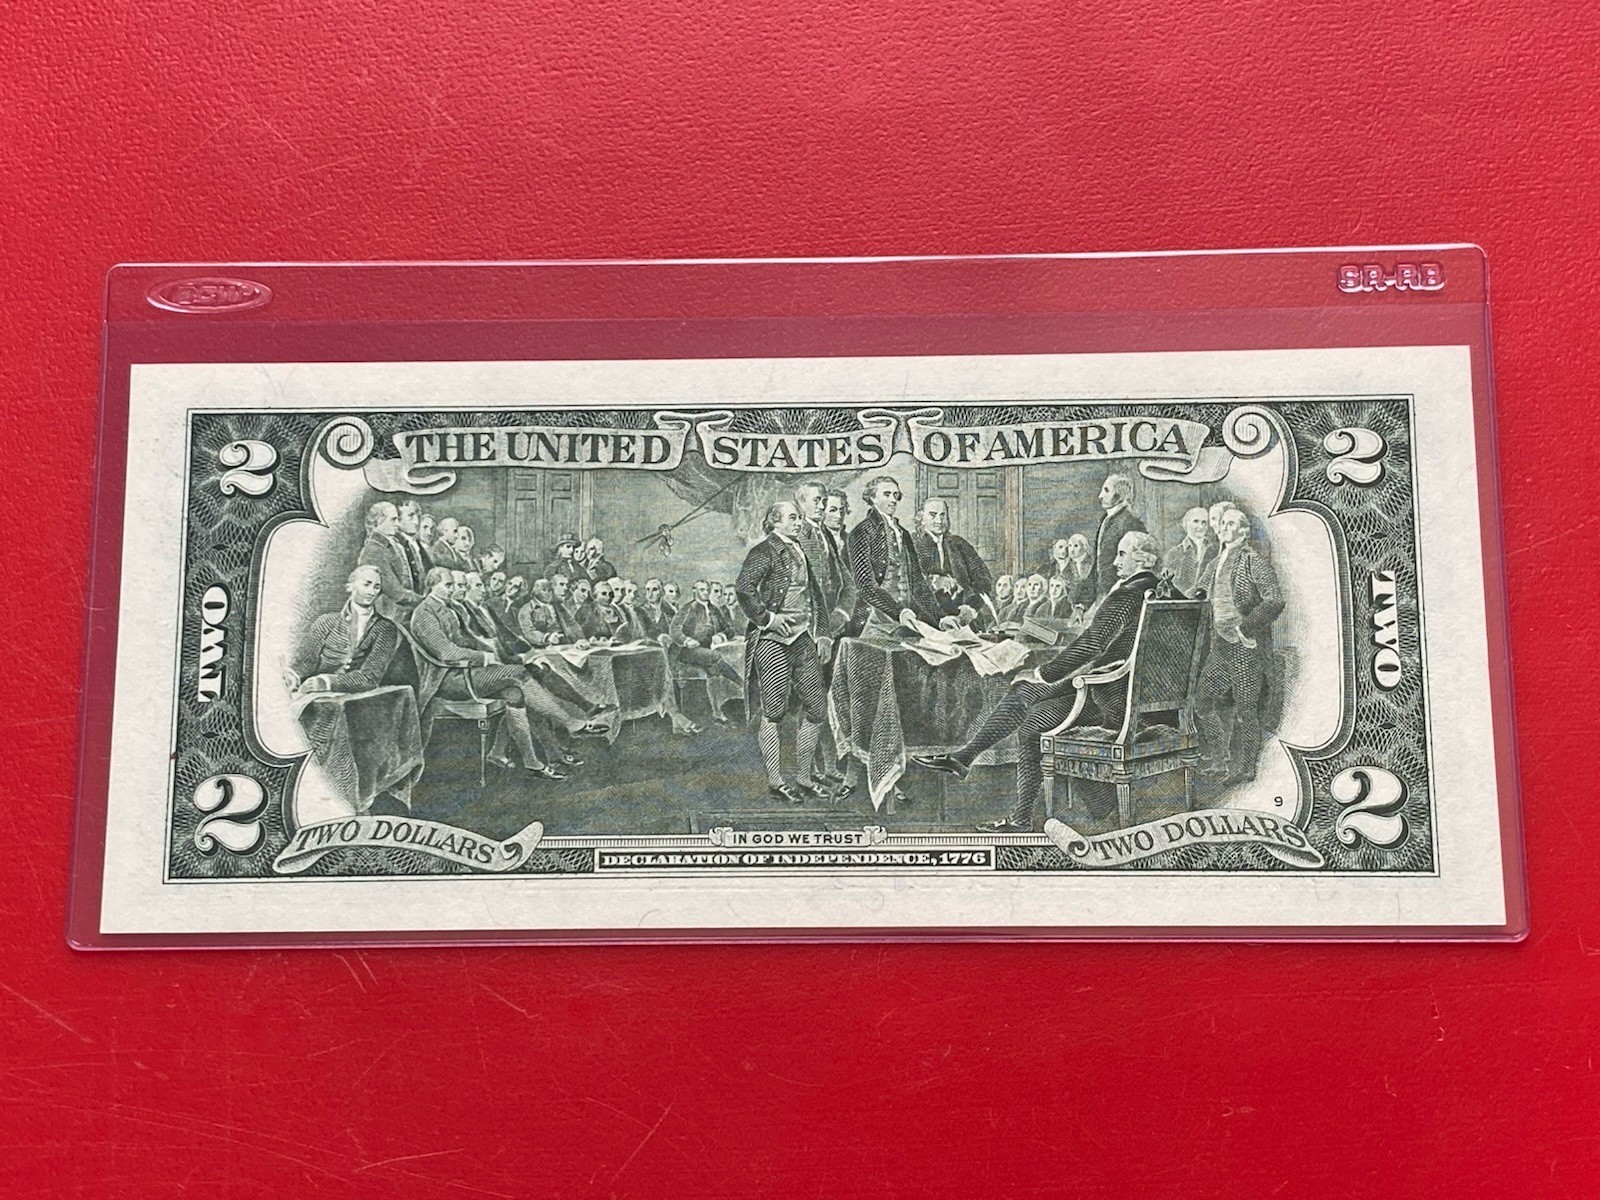 SR-RB
THE UNITED STATES OF AMERICA
2
2
TWO
TWO
2
2
9
TWO DOLLARS
IN GOD WE TRUST
TWO DOLLARS
DECLARATION OF INDEPENDENCE, 1776